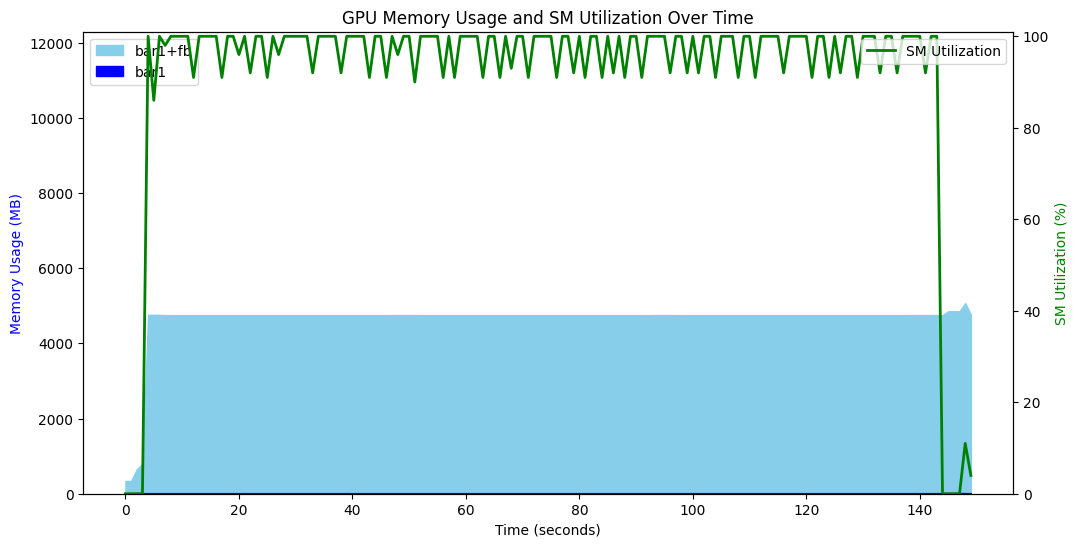 GPU Memory Usage and SM Utilization Over Time
bar1+fb
bar1
SM Utilization
12000
10000
8000
6000
4000
2000
0
Memory Usage (MB)
100
80
60
40
20
0
SM Utilization (%)
0 20 40 60 80 100 120 140
Time (seconds)